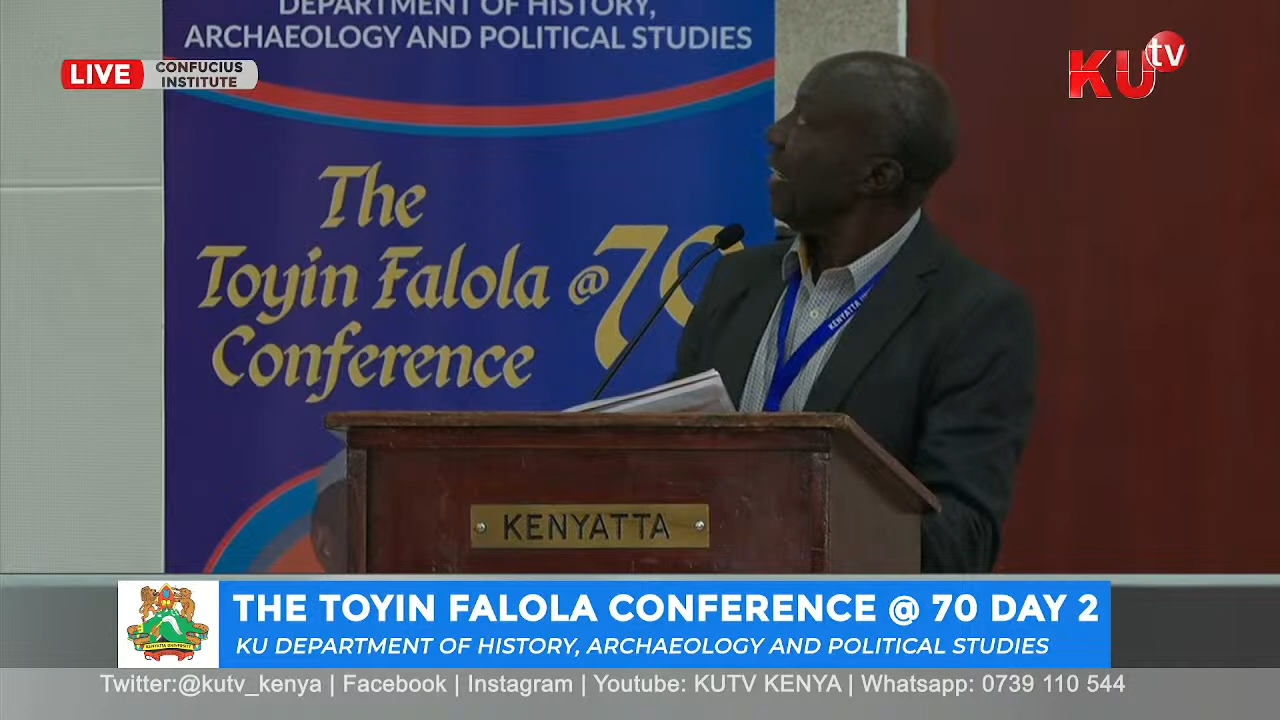 DEPARTMENT OF HISTORY,
ARCHAEOLOGY AND POLITICAL STUDIES
LIVE
CONFUCIUS
INSTITUTE
KU tv
The
Toyin Falola @ 70
Conference
KENYATTA
KENYATTA
KENYATTA UNIVERSITY
THE TOYIN FALOLA CONFERENCE @ 70 DAY 2
KU DEPARTMENT OF HISTORY, ARCHAEOLOGY AND POLITICAL STUDIES
Twitter:@kutv_kenya | Facebook | Instagram | Youtube: KUTV KENYA | Whatsapp: 0739 110 544